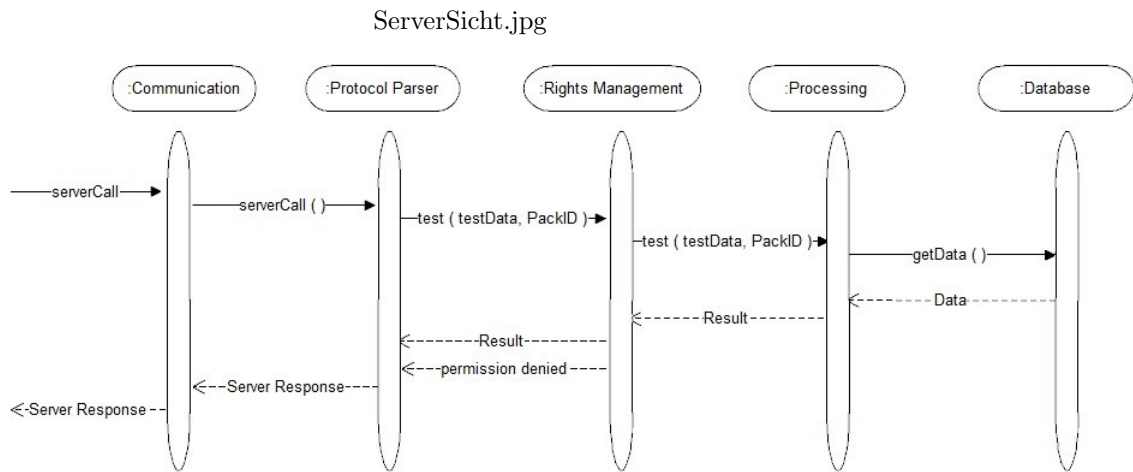 ServerSicht.jpg
:Communication
:Protocol Parser
:Rights Management
:Processing
:Database
serverCall
serverCall ( )
test ( testData, PackID )
test ( testData, PackID )
getData ( )
Data
Result
Result
permission denied
Server Response
Server Response